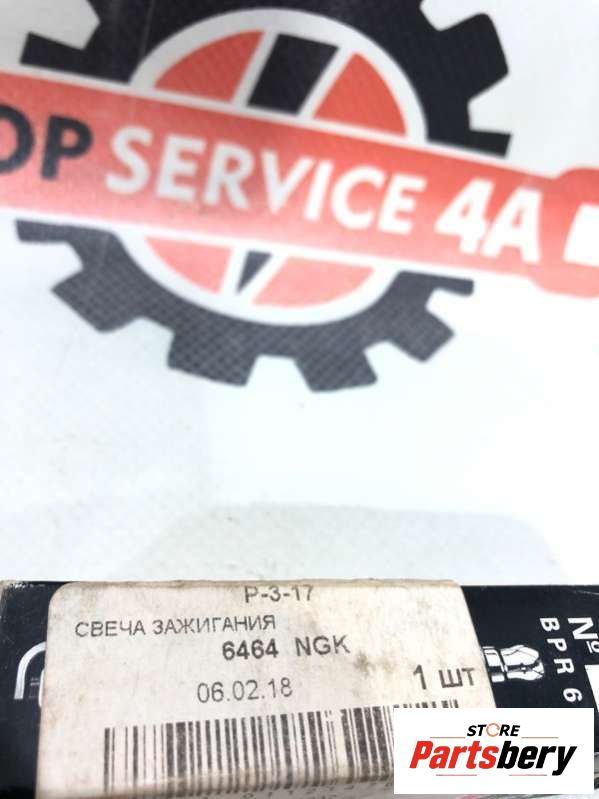 OP SERVICE 4A
P-3-17
СВЕЧА ЗАЖИГАНИЯ
6464 NGK
06.02.18
1 шт
№
BPR 6
STORE
Partsbery